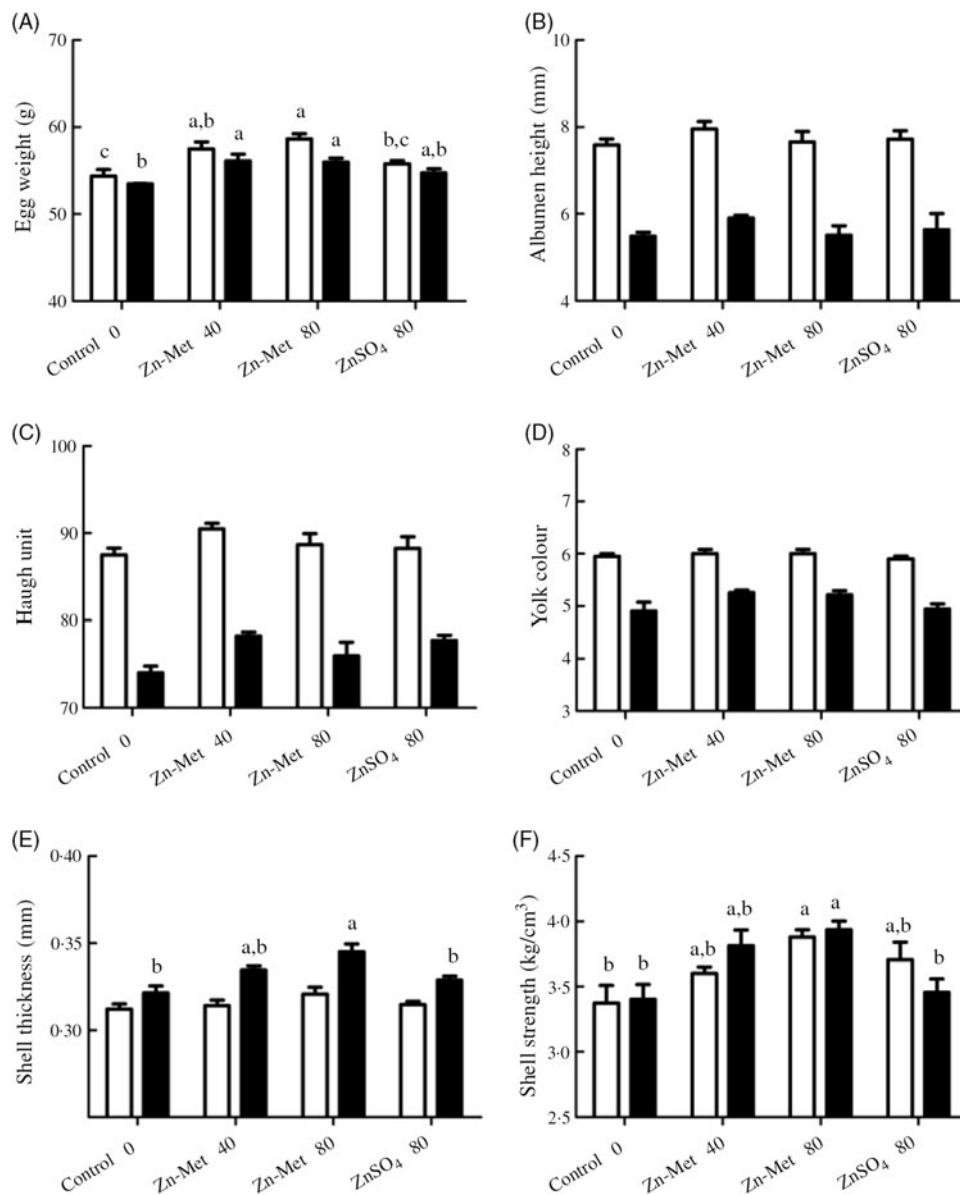 (A)
70
60
50
40
Egg weight (g)
c
b
a,b
a
a
a
b,c
a,b
Control 0
Zn-Met 40
Zn-Met 80
ZnSO4 80
(B)
10
8
6
4
Albumen height (mm)
Control 0
Zn-Met 40
Zn-Met 80
ZnSO4 80
(C)
100
90
80
70
Haugh unit
Control 0
Zn-Met 40
Zn-Met 80
ZnSO4 80
(D)
8
7
6
5
4
3
Yolk colour
Control 0
Zn-Met 40
Zn-Met 80
ZnSO4 80
(E)
0·40
0·35
0·30
Shell thickness (mm)
b
a,b
a
b
Control 0
Zn-Met 40
Zn-Met 80
ZnSO4 80
(F)
4·5
4·0
3·5
3·0
2·5
Shell strength (kg/cm3)
b
b
a,b
a,b
a
a
a,b
b
Control 0
Zn-Met 40
Zn-Met 80
ZnSO4 80